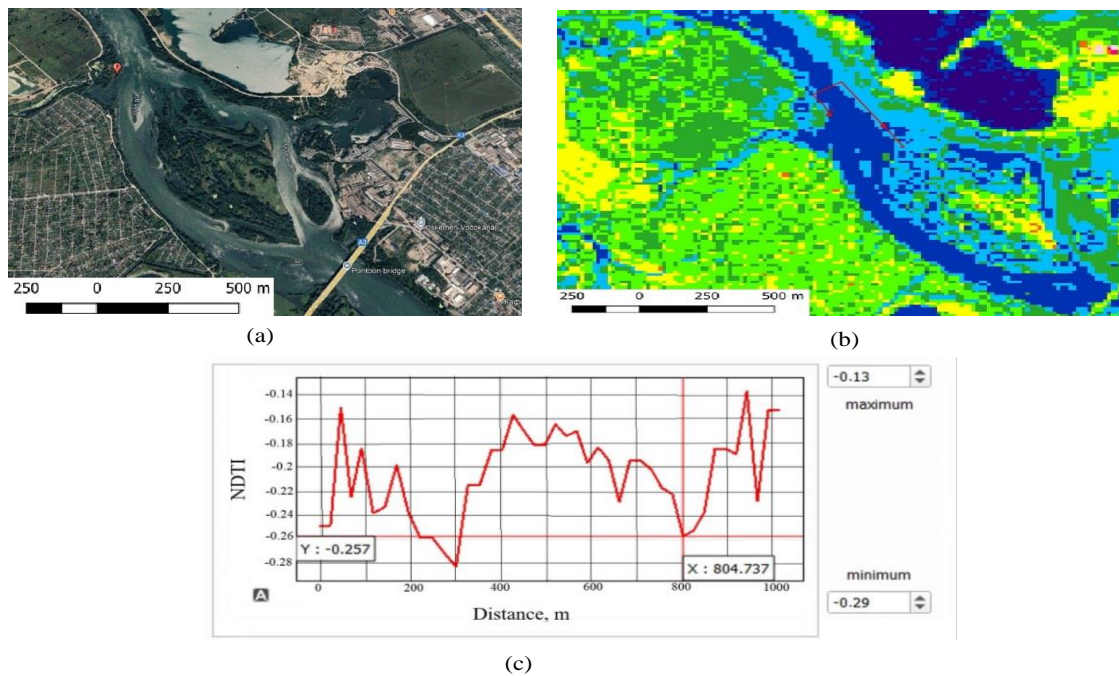 A3
Oskemen Vodokanal
A3
Pontoon bridge
250 0 250 500 m
(a)
250 0 250 500 m
(b)
-0.13
maximum
-0.14
-0.16
-0.18
-0.2
-0.22
-0.24
-0.26
-0.28
NDTI
Y : -0.257
X : 804.737
0 200 400 600 800 1000
Distance, m
A
minimum
-0.29
(c)